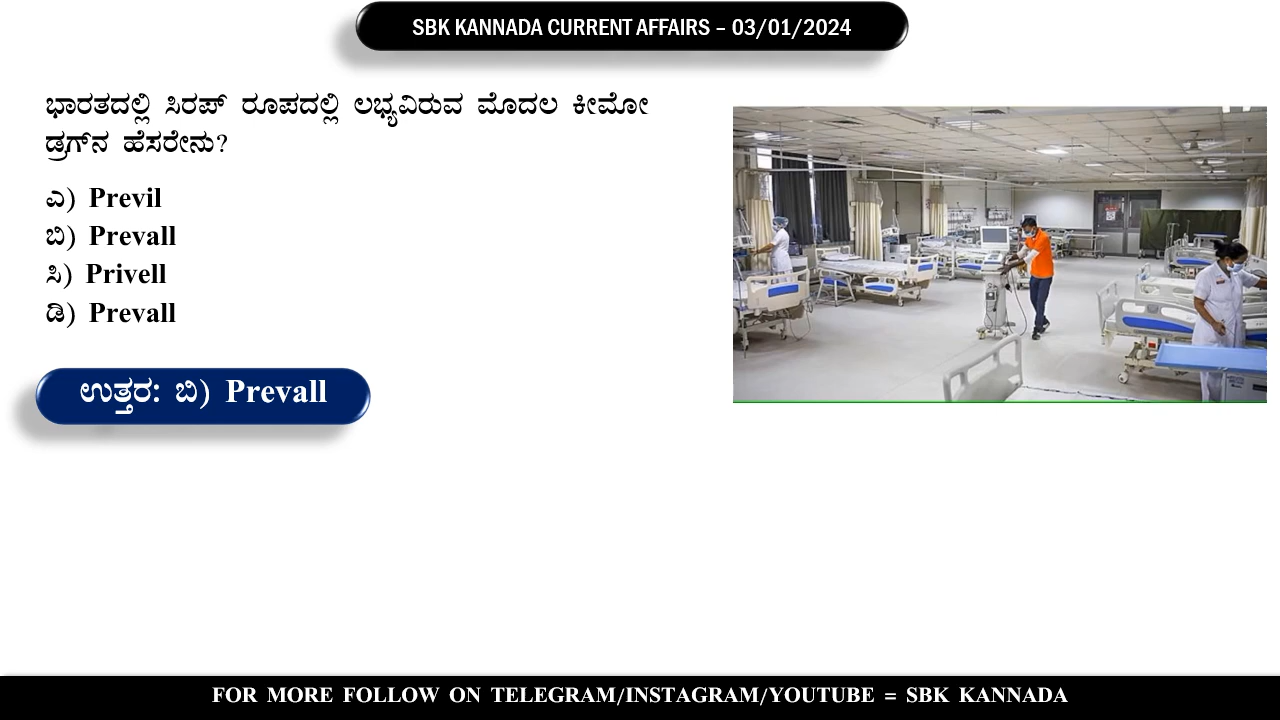 SBK KANNADA CURRENT AFFAIRS – 03/01/2024
ಭಾರತದಲ್ಲಿ ಸಿರಪ್ ರೂಪದಲ್ಲಿ ಲಭ್ಯವಿರುವ ಮೊದಲ ಕೀಮೋ
ಡ್ರಗ್‌ನ ಹೆಸರೇನು?
ಎ) Previl
ಬಿ) Prevall
ಸಿ) Privell
ಡಿ) Prevall
ಉತ್ತರ: ಬಿ) Prevall
FOR MORE FOLLOW ON TELEGRAM/INSTAGRAM/YOUTUBE = SBK KANNADA